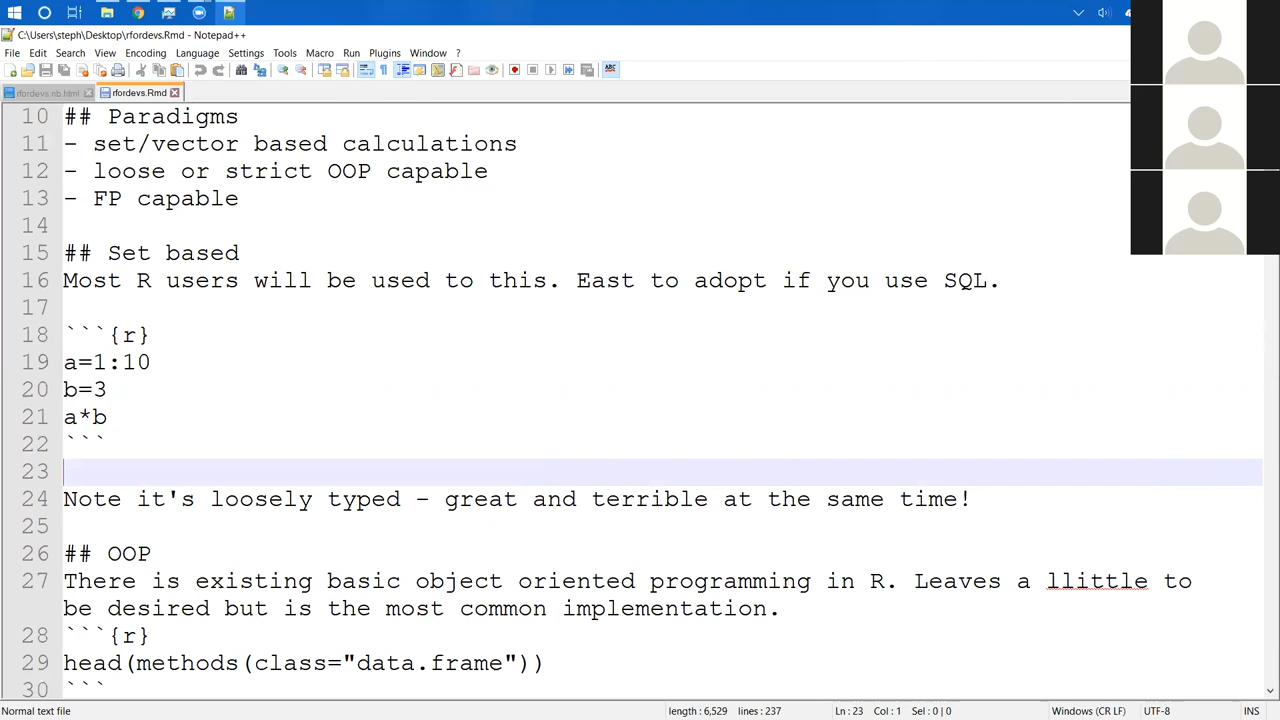 C:\Users\steph\Desktop\rfordevs.Rmd - Notepad++
File Edit Search View Encoding Language Settings Tools Macro Run Plugins Window ?
rfordevs.nb.html rfordevs.Rmd
10 ## Paradigms
11 - set/vector based calculations
12 - loose or strict OOP capable
13 - FP capable
14
15 ## Set based
16 Most R users will be used to this. East to adopt if you use SQL.
17
18 ```{r}
19 a=1:10
20 b=3
21 a*b
22 ```
23
24 Note it's loosely typed - great and terrible at the same time!
25
26 ## OOP
27 There is existing basic object oriented programming in R. Leaves a llittle to
be desired but is the most common implementation.
28 ```{r}
29 head(methods(class="data.frame"))
30 ```
Normal text file length : 6,529 lines : 237 Ln : 23 Col : 1 Sel : 0 | 0 Windows (CR LF) UTF-8 INS